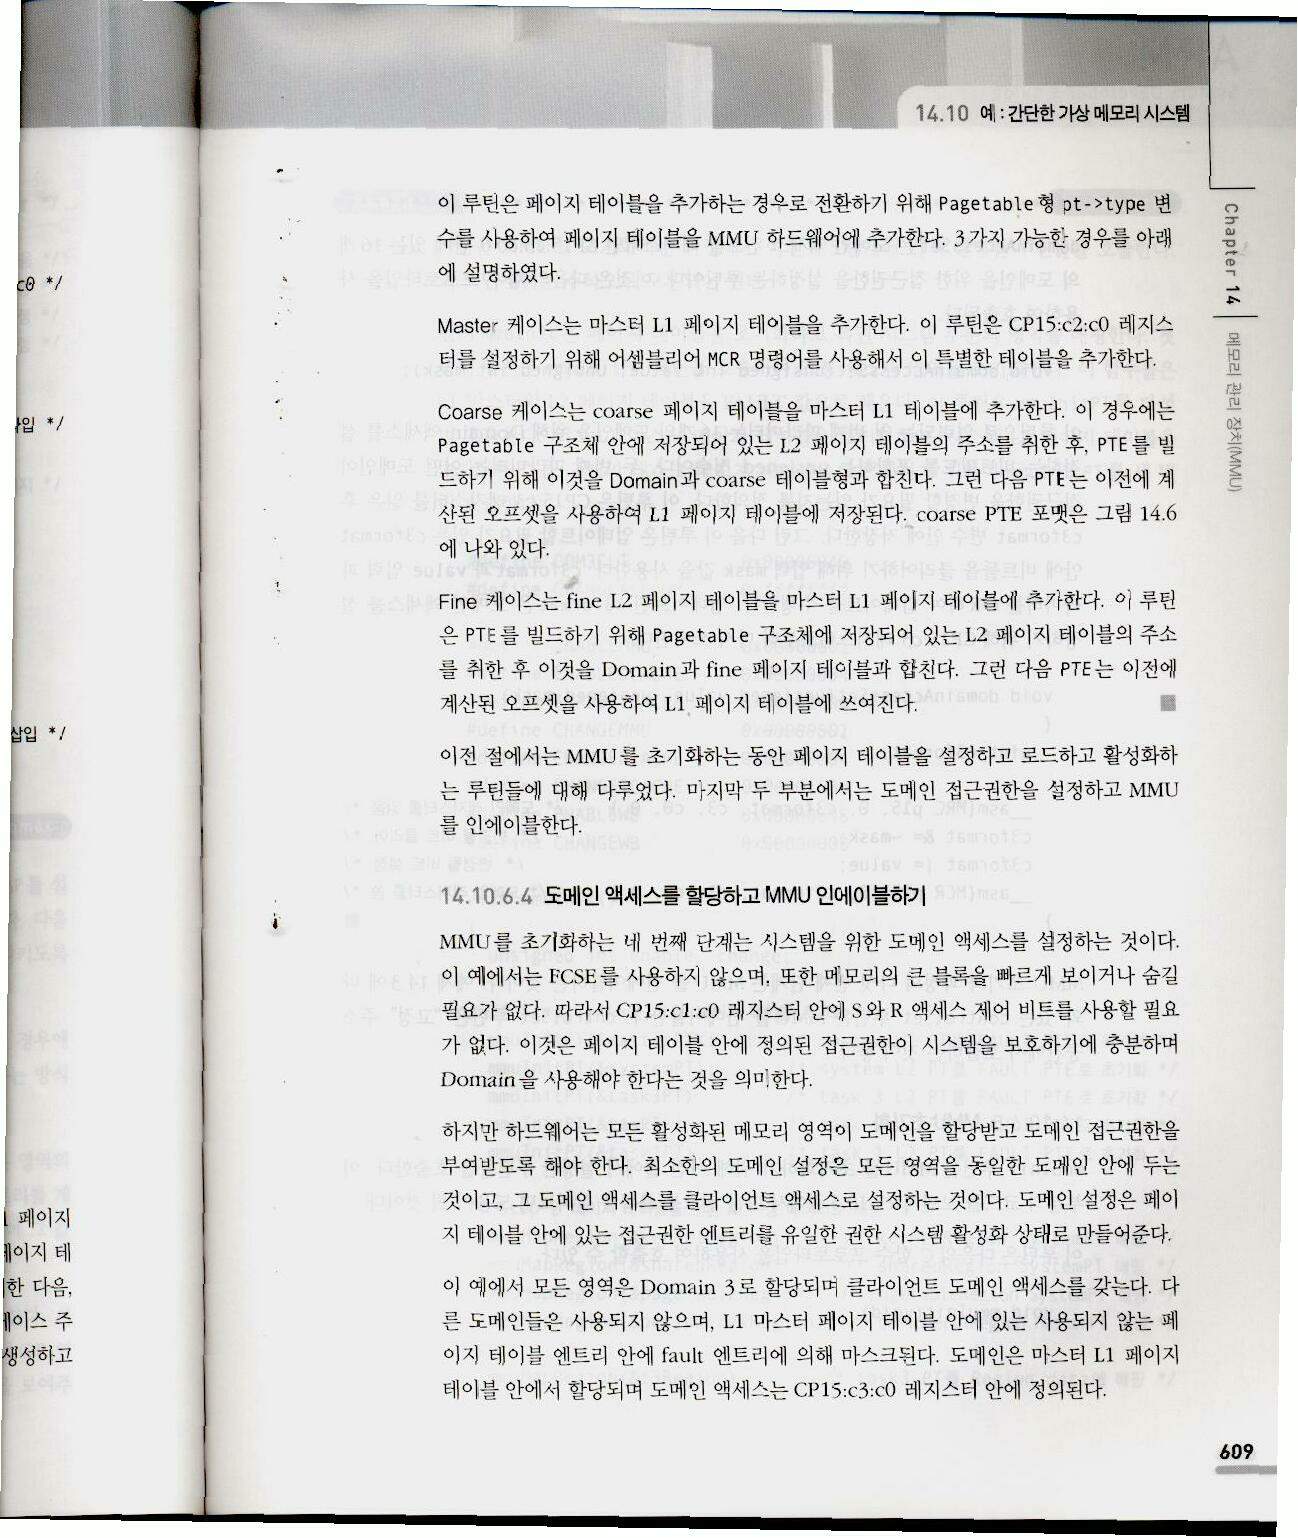 14.10 예 : 간단한 가상 메모리 시스템
이 루틴은 페이지 테이블을 추가하는 경우로 전환하기 위해 Pagetable형 pt->type 변
수를 사용하여 페이지 테이블을 MMU 하드웨어에 추가한다. 3가지 가능한 경우를 아래
에 설명하였다.
Master 케이스는 마스터 L1 페이지 테이블을 추가한다. 이 루틴은 CP15:c2:c0 레지스
터를 설정하기 위해 어셈블리어 MCR 명령어를 사용해서 이 특별한 테이블을 추가한다.
Coarse 케이스는 coarse 페이지 테이블을 마스터 L1 테이블에 추가한다. 이 경우에는
Pagetable 구조체 안에 저장되어 있는 L2 페이지 테이블의 주소를 취한 후, PTE를 빌
드하기 위해 이것을 Domain과 coarse 테이블형과 합친다. 그런 다음 PTE는 이전에 계
산된 오프셋을 사용하여 L1 페이지 테이블에 저장된다. coarse PTE 포맷은 그림 14.6
에 나와 있다.
Fine 케이스는 fine L2 페이지 테이블을 마스터 L1 페이지 테이블에 추가한다. 이 루틴
은 PTE를 빌드하기 위해 Pagetable 구조체에 저장되어 있는 L2 페이지 테이블의 주소
를 취한 후 이것을 Domain과 fine 페이지 테이블과 합친다. 그런 다음 PTE는 이전에
계산된 오프셋을 사용하여 L1 페이지 테이블에 쓰여진다.
이전 절에서는 MMU를 초기화하는 동안 페이지 테이블을 설정하고 로드하고 활성화하
는 루틴들에 대해 다루었다. 마지막 두 부분에서는 도메인 접근권한을 설정하고 MMU
를 인에이블한다.
14.10.6.4 도메인 액세스를 할당하고 MMU 인에이블하기
MMU를 초기화하는 네 번째 단계는 시스템을 위한 도메인 액세스를 설정하는 것이다.
이 예에서는 FCSE를 사용하지 않으며, 또한 메모리의 큰 블록을 빠르게 보이거나 숨길
필요가 없다. 따라서 CP15:c1:c0 레지스터 안에 S와 R 액세스 제어 비트를 사용할 필요
가 없다. 이것은 페이지 테이블 안에 정의된 접근권한이 시스템을 보호하기에 충분하며
Domain을 사용해야 한다는 것을 의미한다.
하지만 하드웨어는 모든 활성화된 메모리 영역이 도메인을 할당받고 도메인 접근권한을
부여받도록 해야 한다. 최소한의 도메인 설정은 모든 영역을 동일한 도메인 안에 두는
것이고, 그 도메인 액세스를 클라이언트 액세스로 설정하는 것이다. 도메인 설정은 페이
지 테이블 안에 있는 접근권한 엔트리를 유일한 권한 시스템 활성화 상태로 만들어준다.
이 예에서 모든 영역은 Domain 3로 할당되며 클라이언트 도메인 액세스를 갖는다. 다
른 도메인들은 사용되지 않으며, L1 마스터 페이지 테이블 안에 있는 사용되지 않는 페
이지 테이블 엔트리 안에 fault 엔트리에 의해 마스크된다. 도메인은 마스터 L1 페이지
테이블 안에서 할당되며 도메인 액세스는 CP15:c3:c0 레지스터 안에 정의된다.
Chapter 14
메모리 관리 장치(MMU)
609
c0 */
입 */
삽입 */
페이지
이지 테
한 다음,
이스 주
생성하고